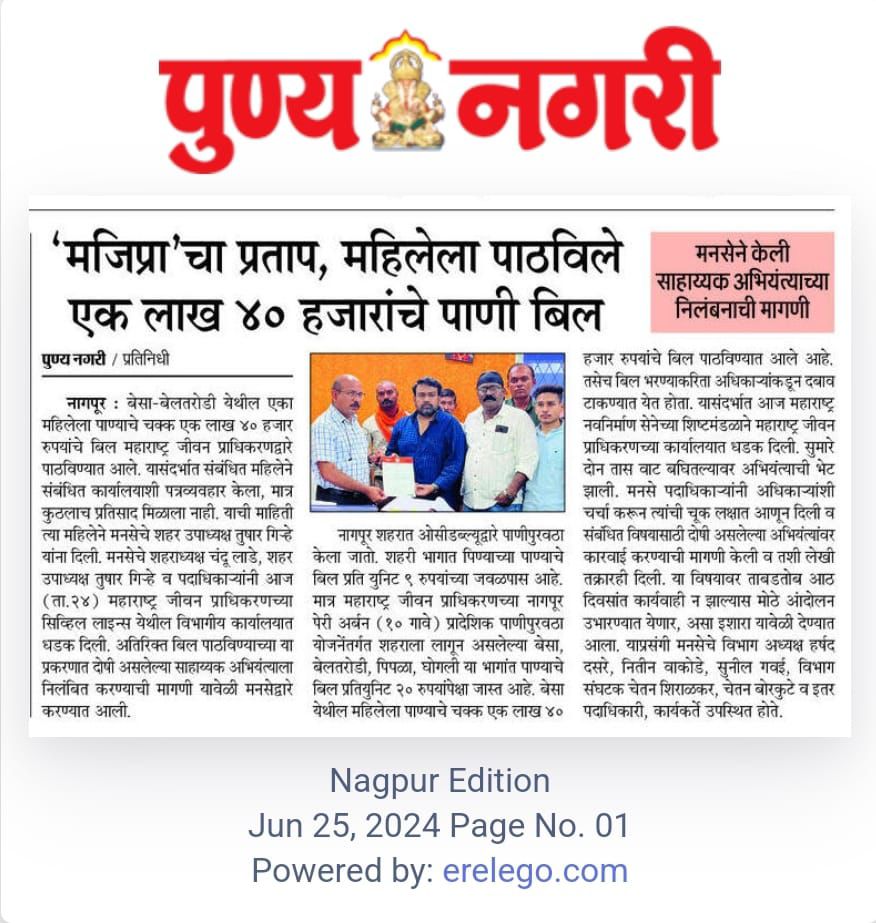 पुण्य नगरी
‘मजिप्रा’चा प्रताप, महिलेला पाठविले
एक लाख ४० हजारांचे पाणी बिल
मनसेने केली
साहाय्यक अभियंत्याच्या
निलंबनाची मागणी
पुण्य नगरी / प्रतिनिधी
नागपूर : बेसा-बेलतरोडी येथील एका
महिलेला पाण्याचे चक्क एक लाख ४० हजार
रुपयांचे बिल महाराष्ट्र जीवन प्राधिकरणद्वारे
पाठविण्यात आले. यासंदर्भात संबंधित महिलेने
संबंधित कार्यालयाशी पत्रव्यवहार केला, मात्र
कुठलाच प्रतिसाद मिळाला नाही. याची माहिती
त्या महिलेने मनसेचे शहर उपाध्यक्ष तुषार गिऱ्हे
यांना दिली. मनसेचे शहराध्यक्ष चंदू लाडे, शहर
उपाध्यक्ष तुषार गिऱ्हे व पदाधिकाऱ्यांनी आज
(ता.२४) महाराष्ट्र जीवन प्राधिकरणच्या
सिव्हिल लाइन्स येथील विभागीय कार्यालयात
धडक दिली. अतिरिक्त बिल पाठविण्याच्या या
प्रकरणात दोषी असलेल्या साहाय्यक अभियंत्याला
निलंबित करण्याची मागणी यावेळी मनसेद्वारे
करण्यात आली.
नागपूर शहरात ओसीडब्ल्यूद्वारे पाणीपुरवठा
केला जातो. शहरी भागात पिण्याच्या पाण्याचे
बिल प्रति युनिट ९ रुपयांच्या जवळपास आहे.
मात्र महाराष्ट्र जीवन प्राधिकरणच्या नागपूर
पेरी अर्बन (१० गावे) प्रादेशिक पाणीपुरवठा
योजनेंतर्गत शहराला लागून असलेल्या बेसा,
बेलतरोडी, पिपळा, घोगली या भागांत पाण्याचे
बिल प्रतियुनिट २० रुपयांपेक्षा जास्त आहे. बेसा
येथील महिलेला पाण्याचे चक्क एक लाख ४०
हजार रुपयांचे बिल पाठविण्यात आले आहे.
तसेच बिल भरण्याकरिता अधिकाऱ्यांकडून दबाव
टाकण्यात येत होता. यासंदर्भात आज महाराष्ट्र
नवनिर्माण सेनेच्या शिष्टमंडळाने महाराष्ट्र जीवन
प्राधिकरणच्या कार्यालयात धडक दिली. सुमारे
दोन तास वाट बघितल्यावर अभियंत्याची भेट
झाली. मनसे पदाधिकाऱ्यांनी अधिकाऱ्यांशी
चर्चा करून त्यांची चूक लक्षात आणून दिली व
संबंधित विषयासाठी दोषी असलेल्या अभियंत्यांवर
कारवाई करण्याची मागणी केली व तशी लेखी
तक्रारही दिली. या विषयावर ताबडतोब आठ
दिवसांत कार्यवाही न झाल्यास मोठे आंदोलन
उभारण्यात येणार, असा इशारा यावेळी देण्यात
आला. याप्रसंगी मनसेचे विभाग अध्यक्ष हर्षद
दसरे, नितीन वाकोडे, सुनील गवई, विभाग
संघटक चेतन शिराळकर, चेतन बोरकुटे व इतर
पदाधिकारी, कार्यकर्ते उपस्थित होते.
Nagpur Edition
Jun 25, 2024 Page No. 01
Powered by: erelego.com